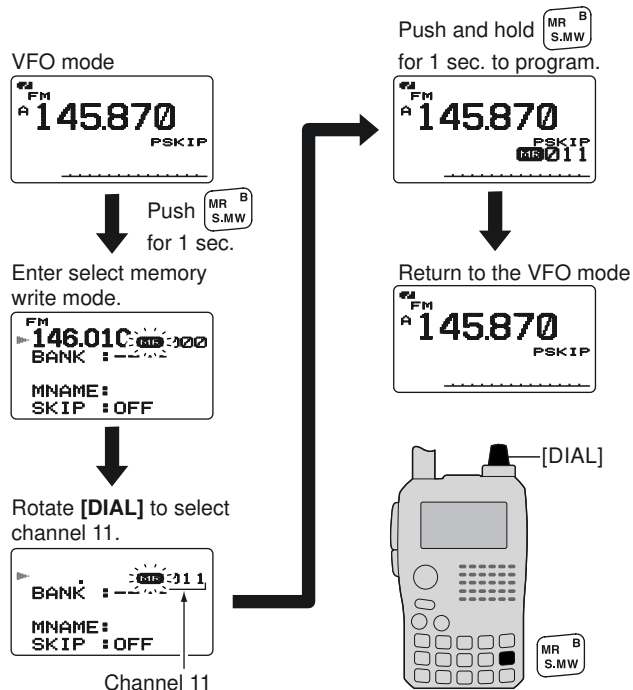 VFO mode
FM
A 145.870
PSKIP
Push MR B S.MW
for 1 sec.
Enter select memory
write mode.
FM
146.010 MR 000
BANK :--
MNAME:
SKIP :OFF
Rotate [DIAL] to select
channel 11.
MR 011
BANK :--
MNAME:
SKIP :OFF
Channel 11
Push and hold MR B S.MW
for 1 sec. to program.
FM
A 145.870
PSKIP
MR 011
Return to the VFO mode
FM
A 145.870
PSKIP
[DIAL]
MR B
S.MW